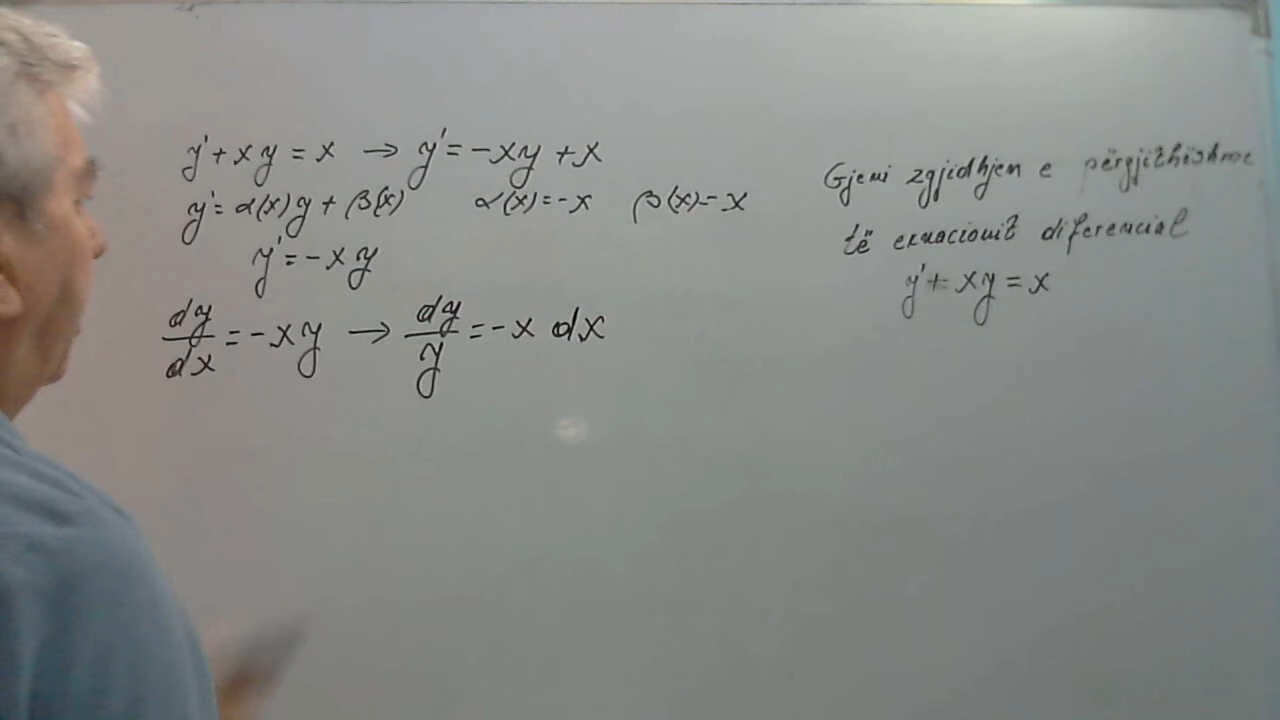 y' + xy = x → y' = -xy + x
y' = α(x)y + β(x) α(x) = -x β(x) = x
y' = -xy
dy/dx = -xy → dy/y = -x dx
Gjeni zgjidhjen e përgjithshme
të ekuacionit diferencial
y' + xy = x